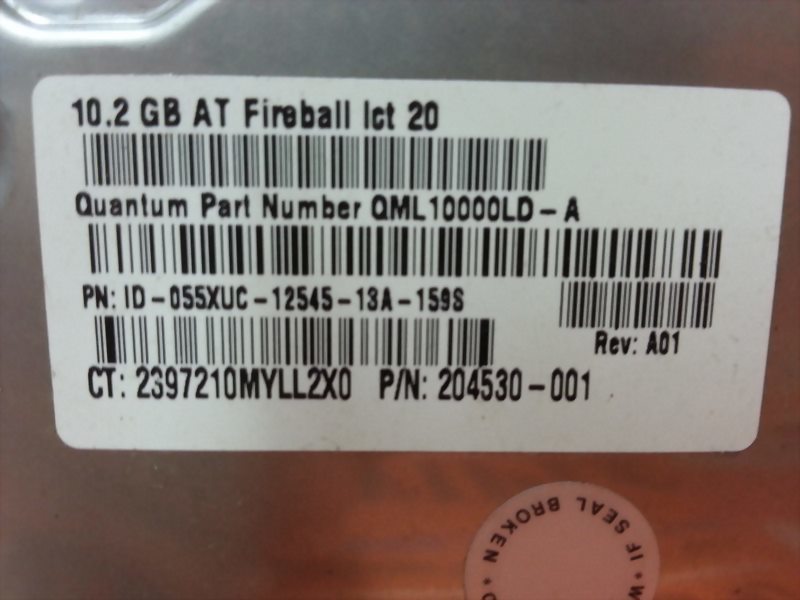 10.2 GB AT Fireball lct 20
Quantum Part Number QML10000LD-A
PN: ID-055XUC-12545-13A-159S
Rev: A01
CT: 2397210MYLL2X0 P/N: 204530-001
IF SEAL BROKEN